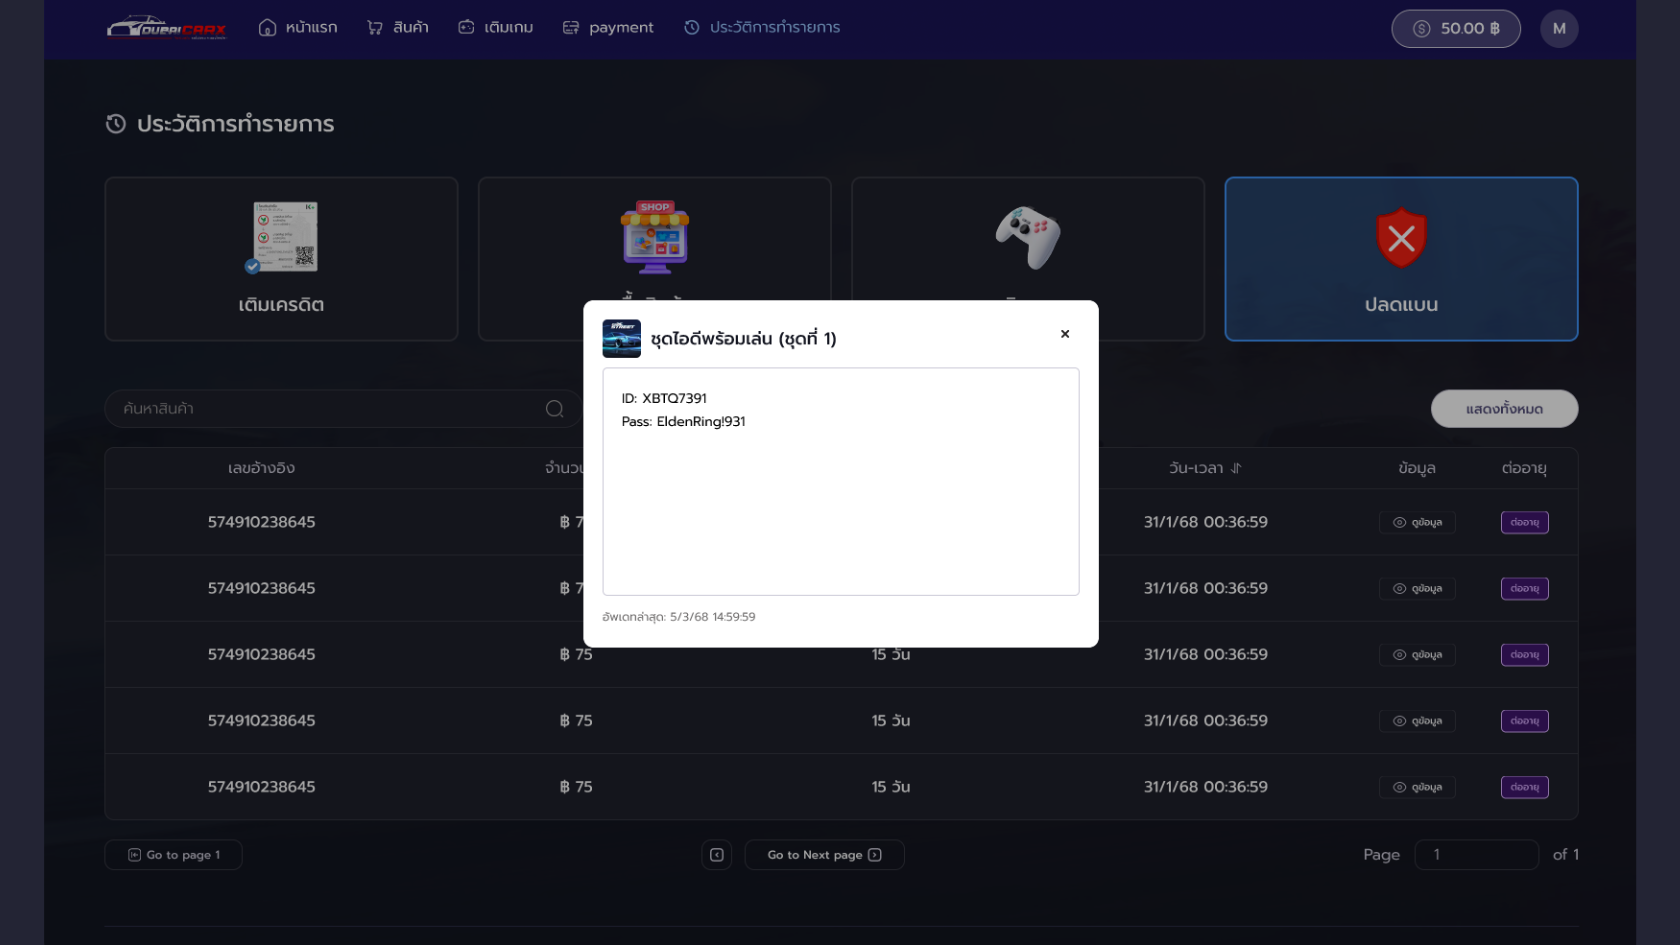 DUBAICARX
หน้าแรก
สินค้า
เติมเกม
payment
ประวัติการทำรายการ
50.00 ฿
M
ประวัติการทำรายการ
เติมเครดิต
SHOP
ปลดแบน
STREET
ชุดไอดีพร้อมเล่น (ชุดที่ 1)
ID: XBTQ7391
Pass: EldenRing!931
อัพเดทล่าสุด: 5/3/68 14:59:59
ค้นหาสินค้า
แสดงทั้งหมด
เลขอ้างอิง วัน-เวลา ข้อมูล ต่ออายุ
574910238645 ฿ 7 31/1/68 00:36:59 ดูข้อมูล ต่ออายุ
574910238645 ฿ 7 31/1/68 00:36:59 ดูข้อมูล ต่ออายุ
574910238645 ฿ 75 15 วัน 31/1/68 00:36:59 ดูข้อมูล ต่ออายุ
574910238645 ฿ 75 15 วัน 31/1/68 00:36:59 ดูข้อมูล ต่ออายุ
574910238645 ฿ 75 15 วัน 31/1/68 00:36:59 ดูข้อมูล ต่ออายุ
Go to page 1
Go to Next page
Page 1 of 1